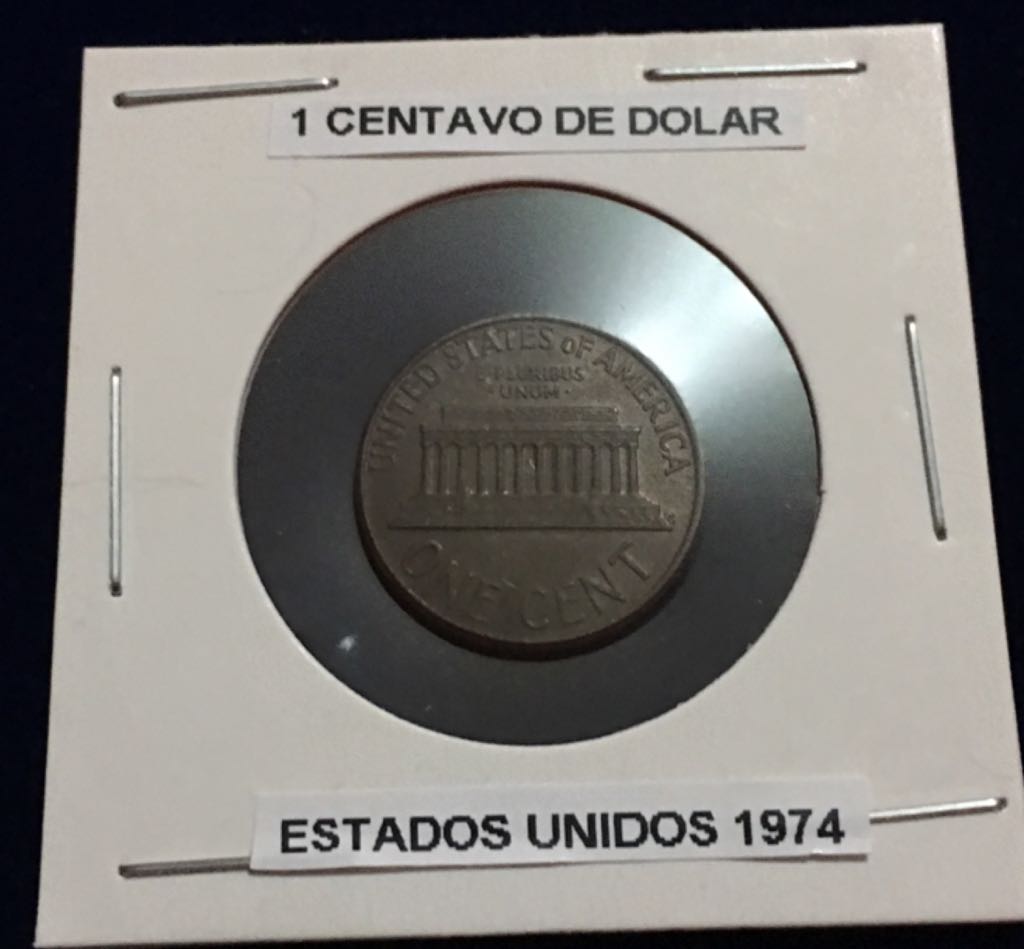 1 CENTAVO DE DOLAR
UNITED STATES OF AMERICA
E PLURIBUS
·UNUM·
ONE CENT
ESTADOS UNIDOS 1974